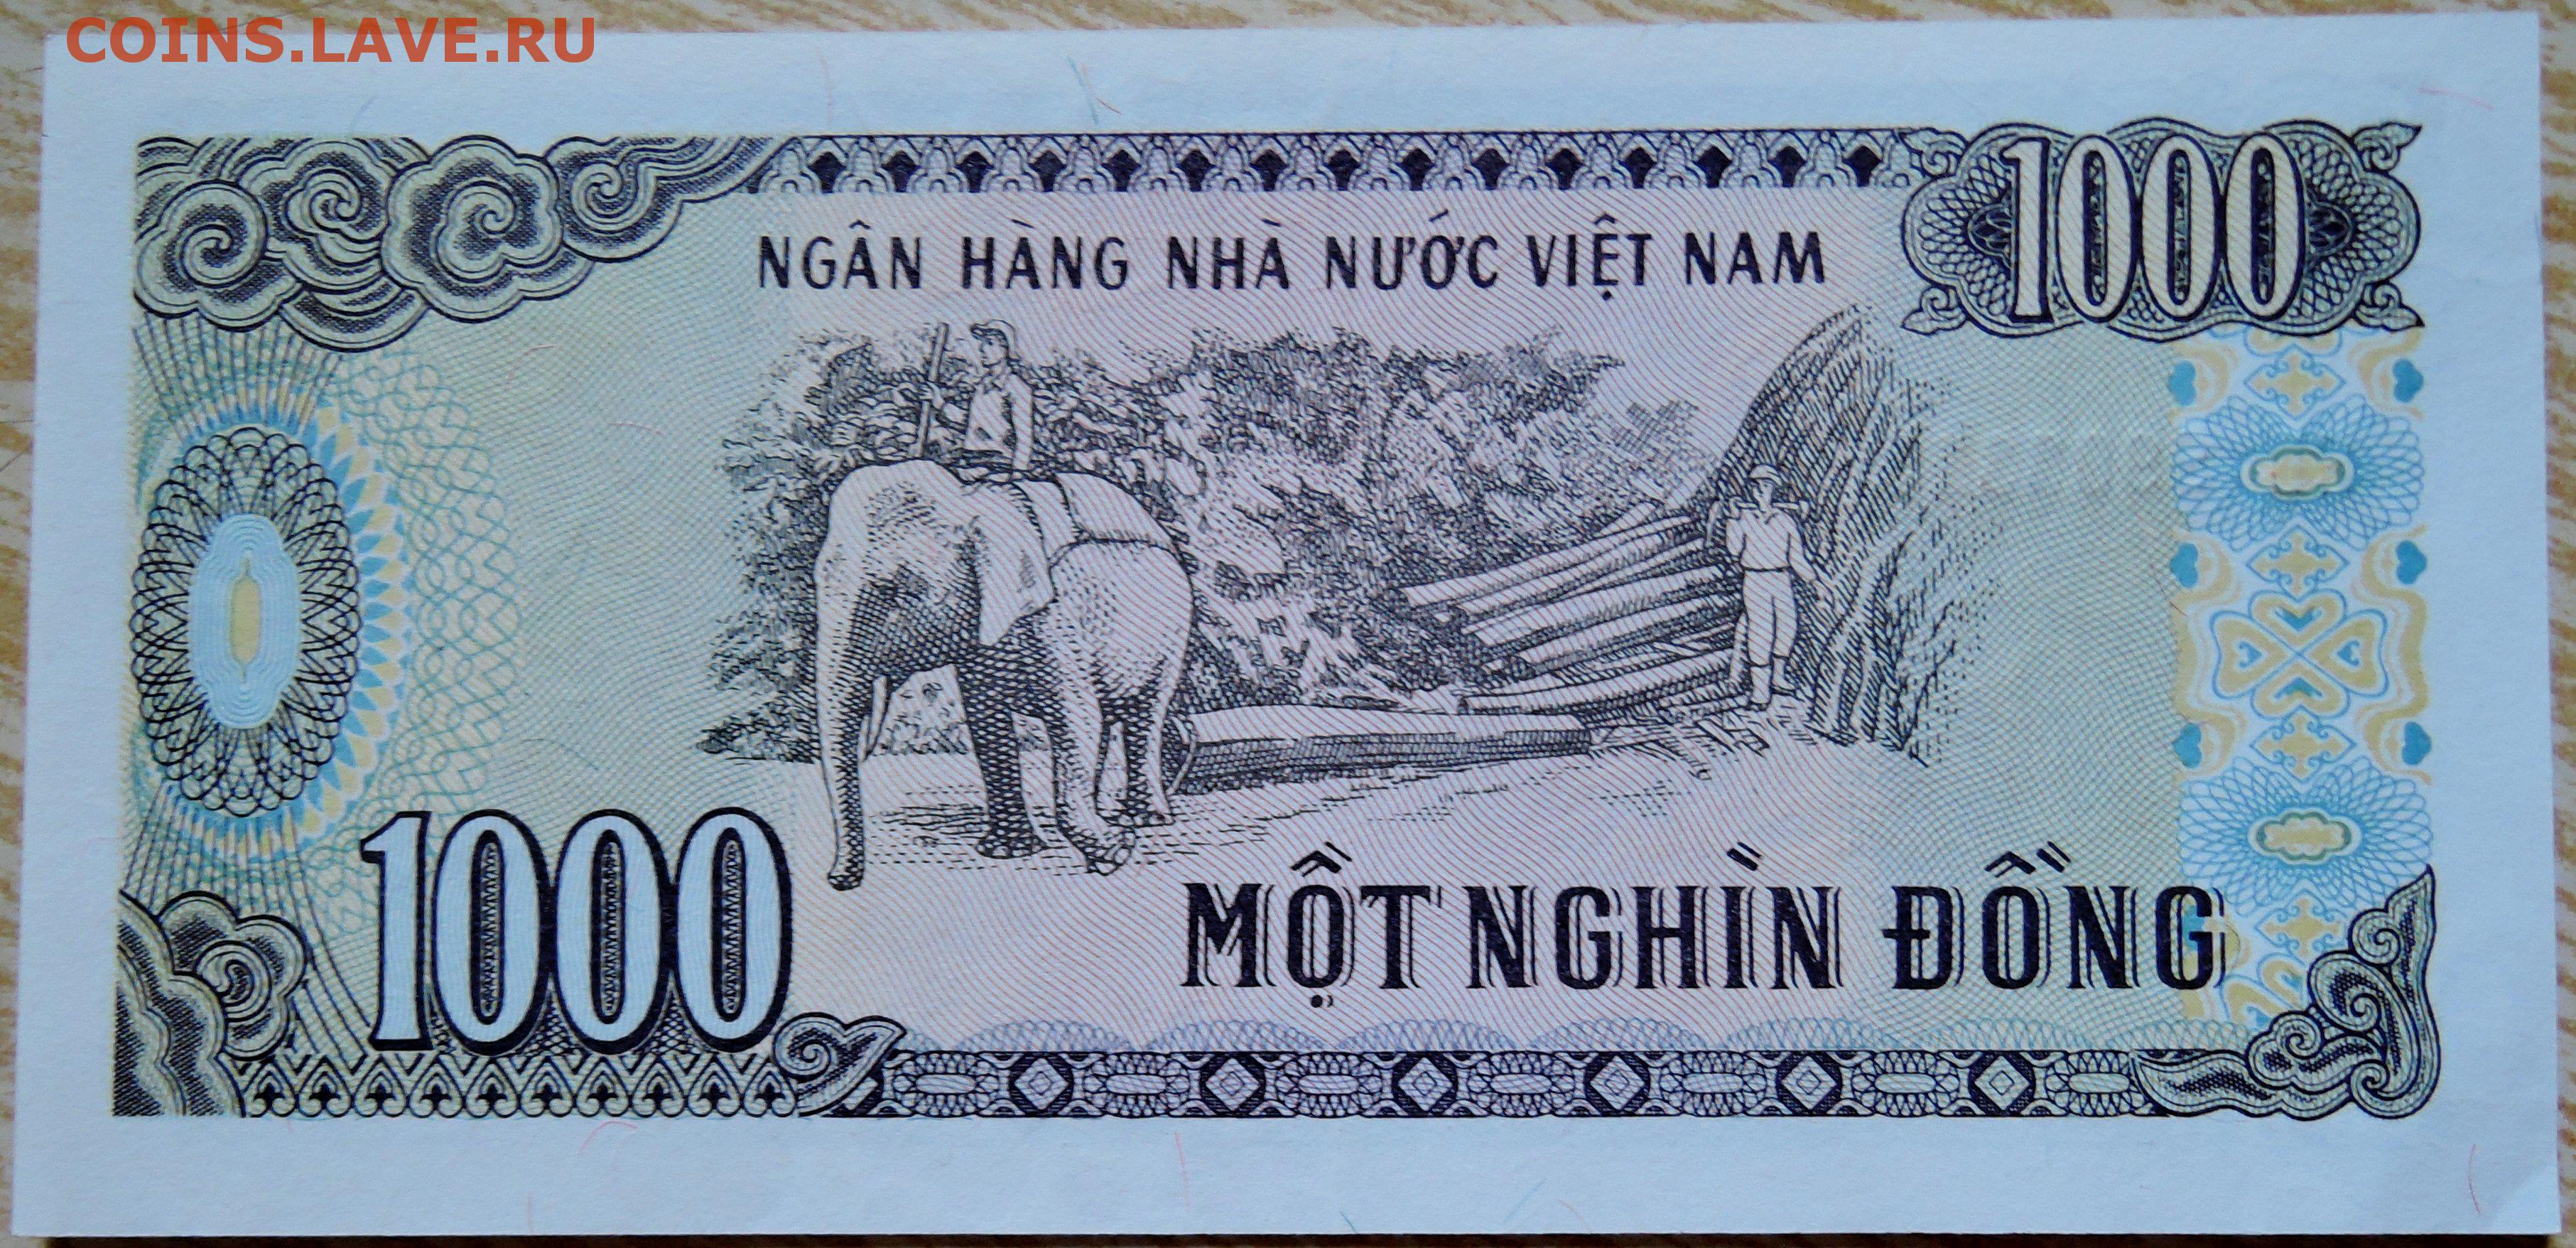 COINS.LAVE.RU
1000
NGÂN HÀNG NHÀ NƯỚC VIỆT NAM
1000
MỘT NGHÌN ĐỒNG